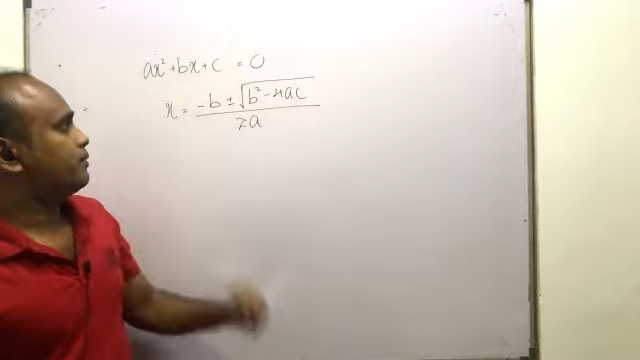 ax² + bx + c = 0
x = (-b ± √(b² - 4ac)) / 2a